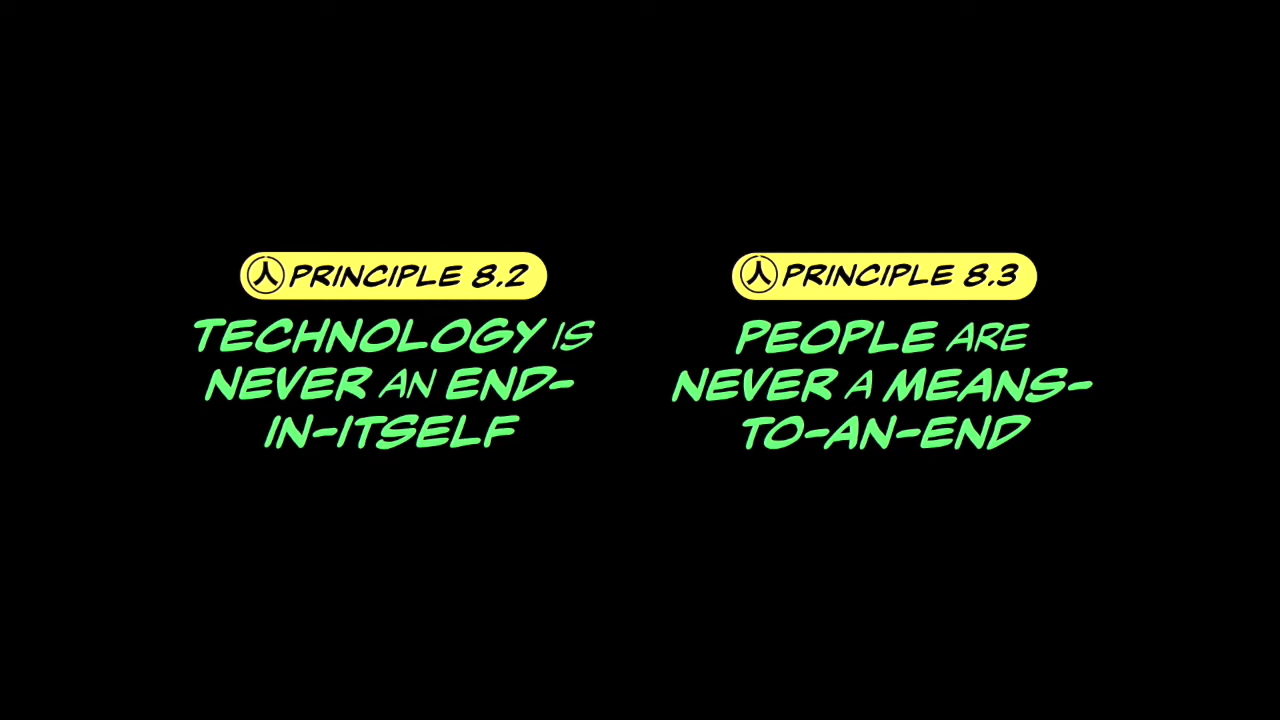 PRINCIPLE 8.2
TECHNOLOGY IS
NEVER AN END-
IN-ITSELF
PRINCIPLE 8.3
PEOPLE ARE
NEVER A MEANS-
TO-AN-END